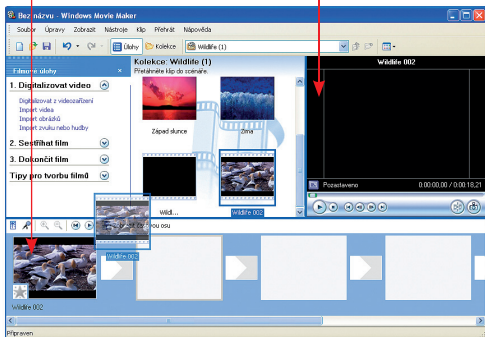 Bez názvu - Windows Movie Maker
Soubor Úpravy Zobrazit Nástroje Klip Přehrát Nápověda
Úlohy Kolekce Wildlife (1)
Filmové úlohy
1. Digitalizovat video
Digitalizovat z videozařízení
Import videa
Import obrázků
Import zvuku nebo hudby
2. Sestříhat film
3. Dokončit film
Tipy pro tvorbu filmů
Kolekce: Wildlife (1)
Přetáhněte klip do scénáře.
Západ slunce
Zima
Wildl...
Wildlife 002
Wildlife 002
Pozastaveno
0:00:00,00 / 0:00:18,21
ovou osu
Wildlife 002
Wildlife 002
Připraven